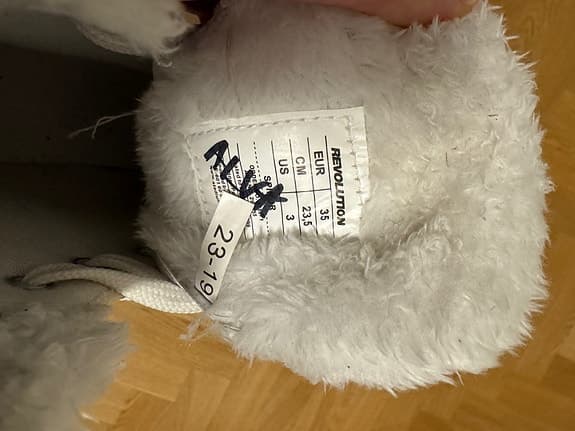 REVOLUTION
EUR 35
CM 23,5
US 3
ALVA
23-19